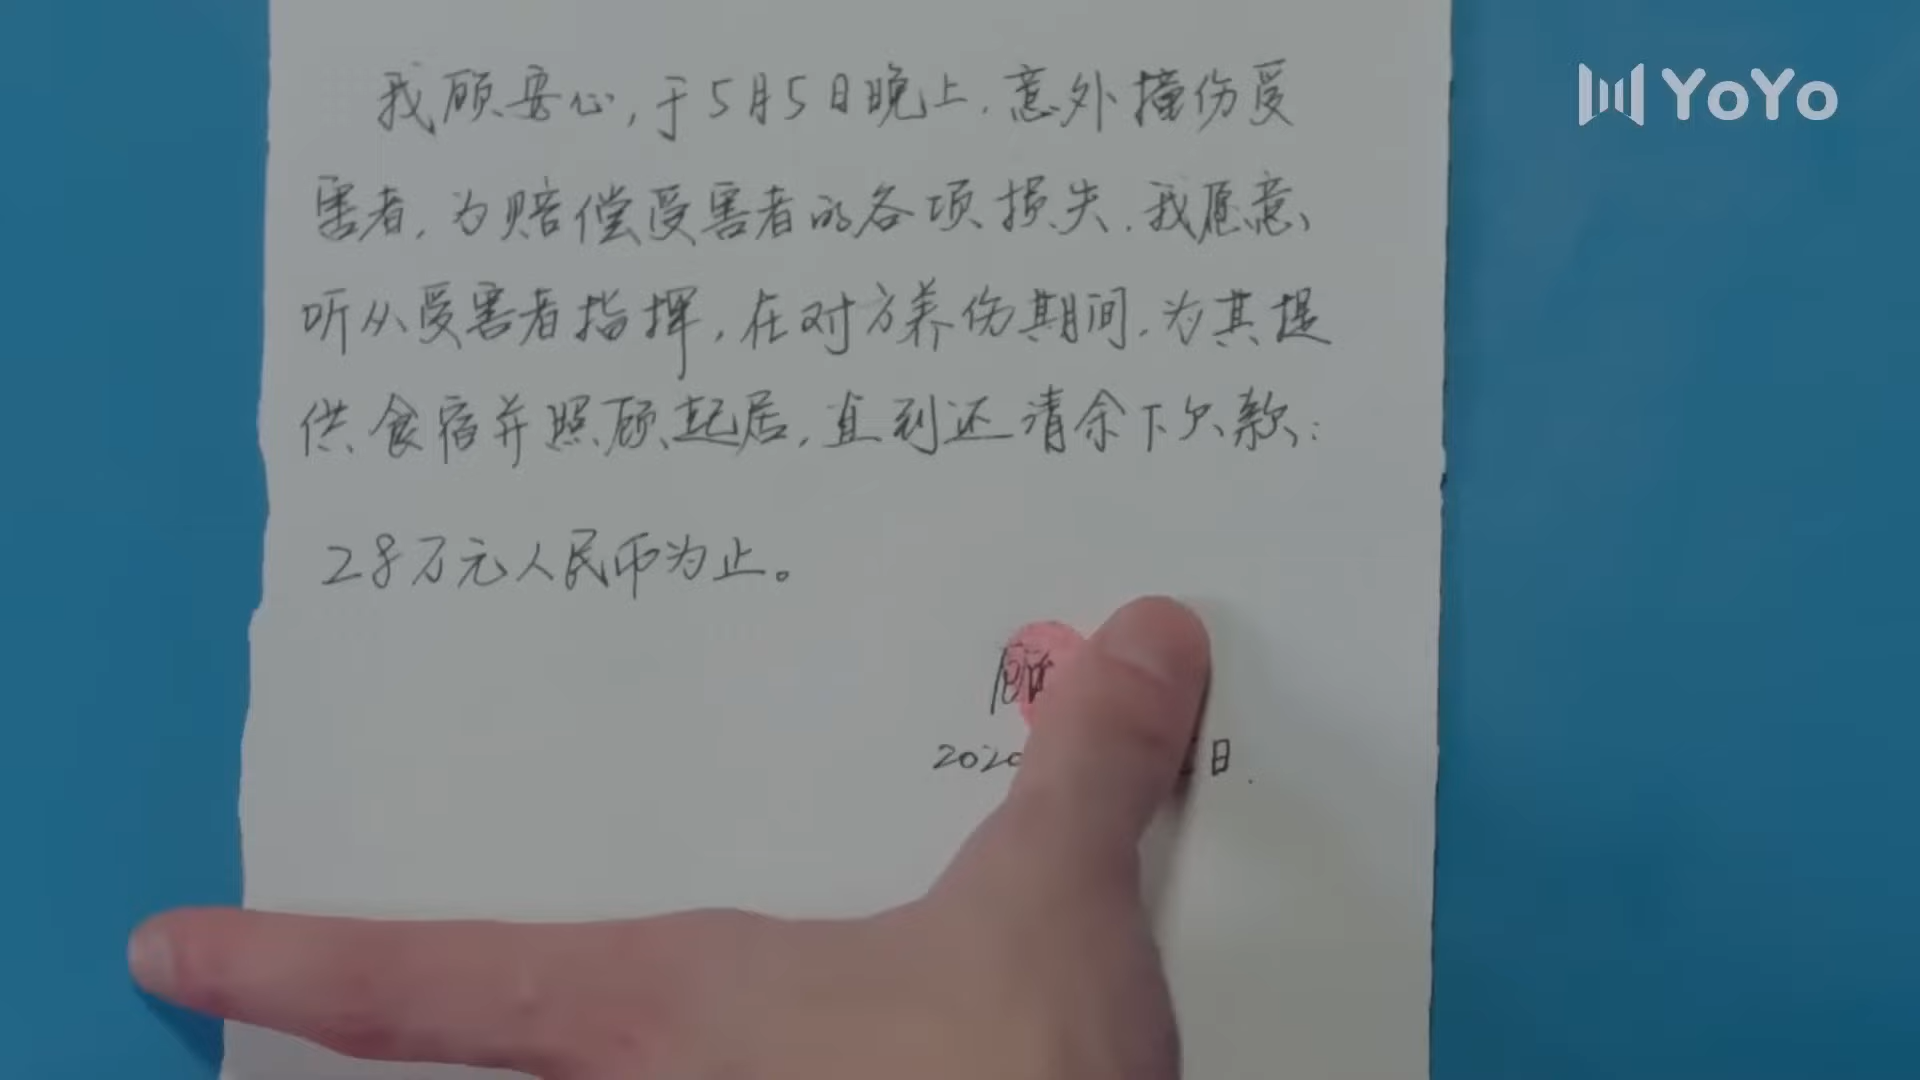 YoYo
我顾安心,于5月5日晚上,意外撞伤受
害者,为赔偿受害者的各项损失,我愿意、
听从受害者指挥,在对方养伤期间,为其提
供食宿并照顾起居,直到还清余下欠款:
28万元人民币为止。
顾
2020 日.